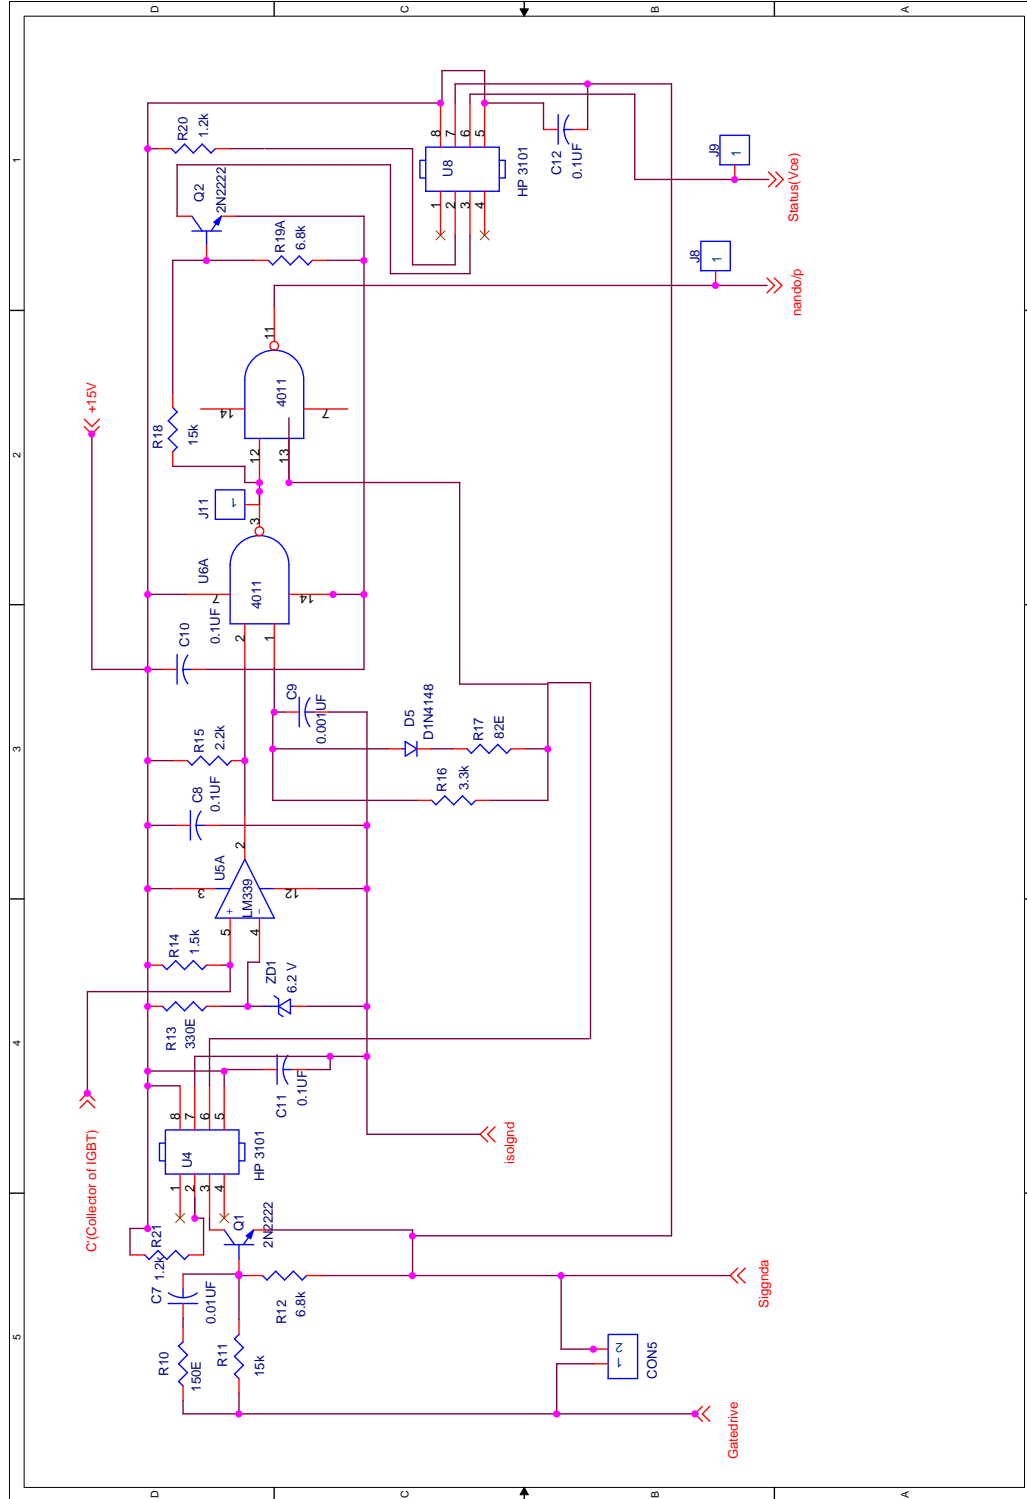 D
C
B
A
1
2
3
4
5
D
C
B
A
Gatedrive
Siggnda
CON5
1
2
R10
150E
R11
15k
C7
0.01UF
R12
6.8k
R21
1.2k
Q1
2N2222
U4
HP 3101
1
2
3
4
8
7
6
5
C'(Collector of IGBT)
C11
0.1UF
isolgnd
R13
330E
ZD1
6.2 V
R14
1.5k
U5A
LM339
+
-
5
4
3
12
2
C8
0.1UF
R15
2.2k
R16
3.3k
D5
D1N4148
R17
82E
C9
0.001UF
C10
0.1UF
U6A
4011
2
1
7
14
3
J11
1
+15V
R18
15k
4011
12
13
14
7
11
Q2
2N2222
R19A
6.8k
R20
1.2k
U8
HP 3101
1
2
3
4
8
7
6
5
C12
0.1UF
J8
1
nando/p
J9
1
Status(Vce)